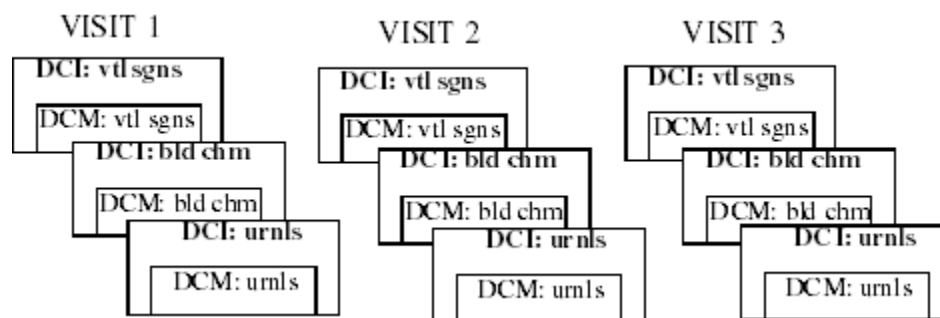 VISIT 1
DCI: vtl sgns
DCM: vtl sgns
DCI: bld chm
DCM: bld chm
DCI: urnls
DCM: urnls
VISIT 2
DCI: vtl sgns
DCM: vtl sgns
DCI: bld chm
DCM: bld chm
DCI: urnls
DCM: urnls
VISIT 3
DCI: vtl sgns
DCM: vtl sgns
DCI: bld chm
DCM: bld chm
DCI: urnls
DCM: urnls